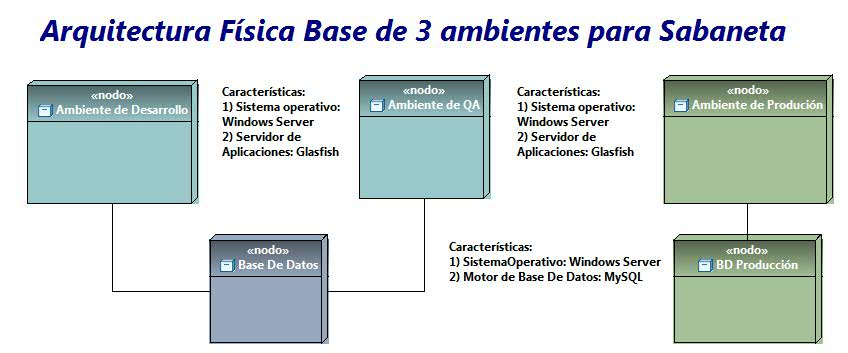 Arquitectura Física Base de 3 ambientes para Sabaneta
«nodo»
Ambiente de Desarrollo
Características:
1) Sistema operativo:
Windows Server
2) Servidor de
Aplicaciones: Glasfish
«nodo»
Ambiente de QA
Características:
1) Sistema operativo:
Windows Server
2) Servidor de
Aplicaciones: Glasfish
«nodo»
Ambiente de Produción
«nodo»
Base De Datos
Características:
1) SistemaOperativo: Windows Server
2) Motor de Base De Datos: MySQL
«nodo»
BD Producción